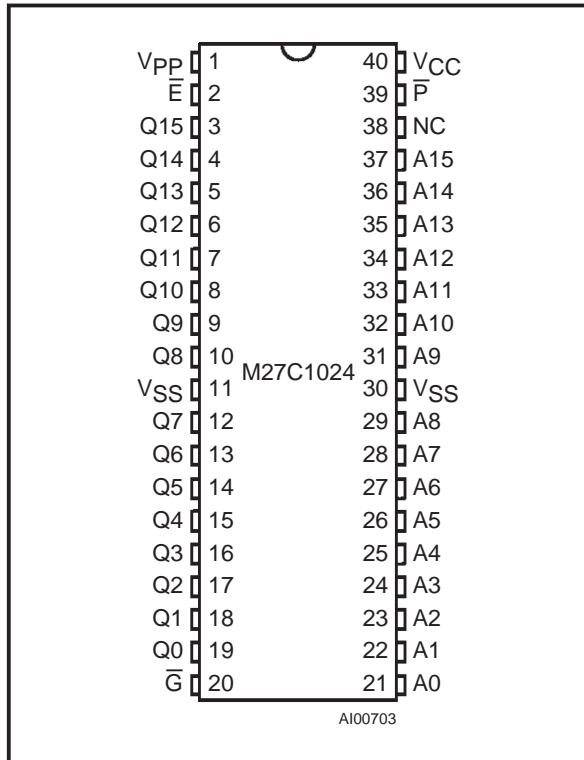 VPP 1 40 VCC
E̅ 2 39 P̅
Q15 3 38 NC
Q14 4 37 A15
Q13 5 36 A14
Q12 6 35 A13
Q11 7 34 A12
Q10 8 33 A11
Q9 9 32 A10
Q8 10 31 A9
M27C1024
VSS 11 30 VSS
Q7 12 29 A8
Q6 13 28 A7
Q5 14 27 A6
Q4 15 26 A5
Q3 16 25 A4
Q2 17 24 A3
Q1 18 23 A2
Q0 19 22 A1
G̅ 20 21 A0
AI00703